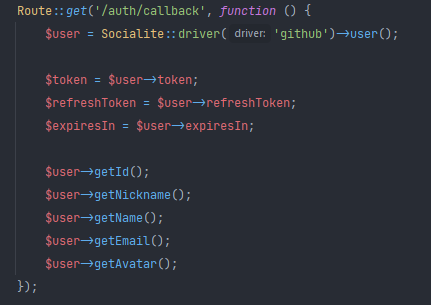 Route::get('/auth/callback', function () {
$user = Socialite::driver( driver: 'github')->user();
$token = $user->token;
$refreshToken = $user->refreshToken;
$expiresIn = $user->expiresIn;
$user->getId();
$user->getNickname();
$user->getName();
$user->getEmail();
$user->getAvatar();
});